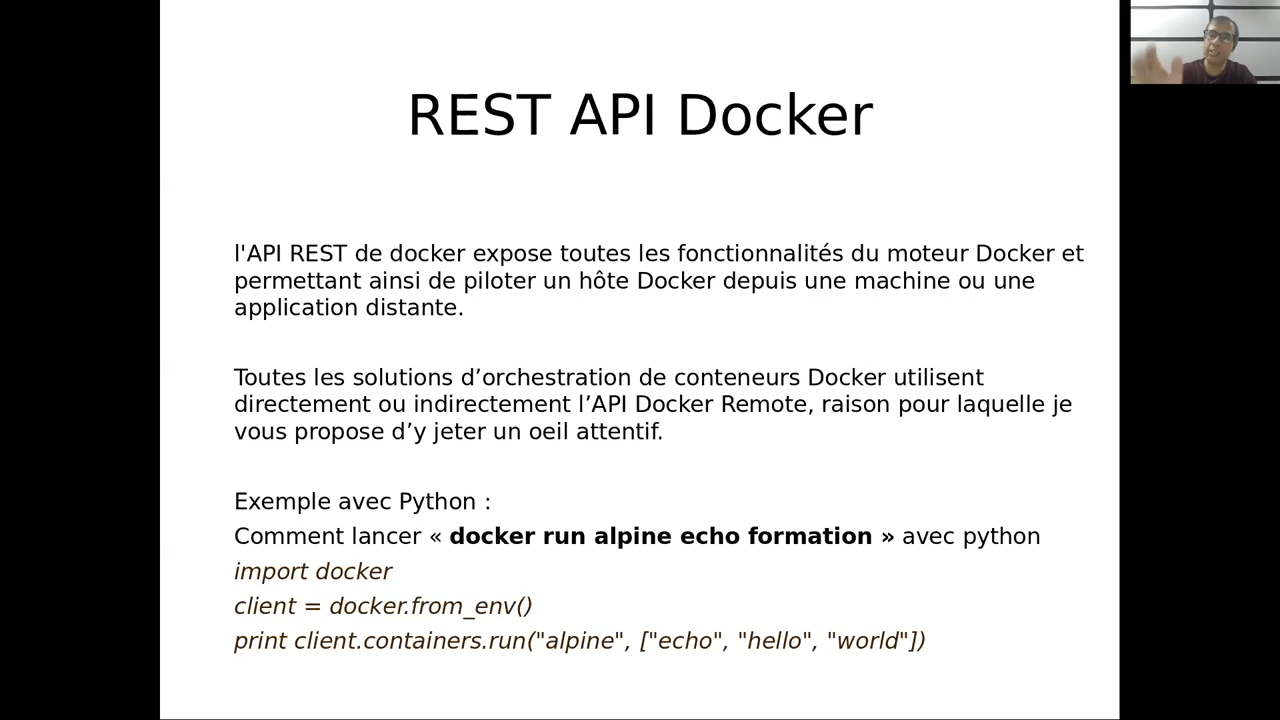 REST API Docker
l'API REST de docker expose toutes les fonctionnalités du moteur Docker et
permettant ainsi de piloter un hôte Docker depuis une machine ou une
application distante.
Toutes les solutions d’orchestration de conteneurs Docker utilisent
directement ou indirectement l’API Docker Remote, raison pour laquelle je
vous propose d’y jeter un oeil attentif.
Exemple avec Python :
Comment lancer « docker run alpine echo formation » avec python
import docker
client = docker.from_env()
print client.containers.run("alpine", ["echo", "hello", "world"])